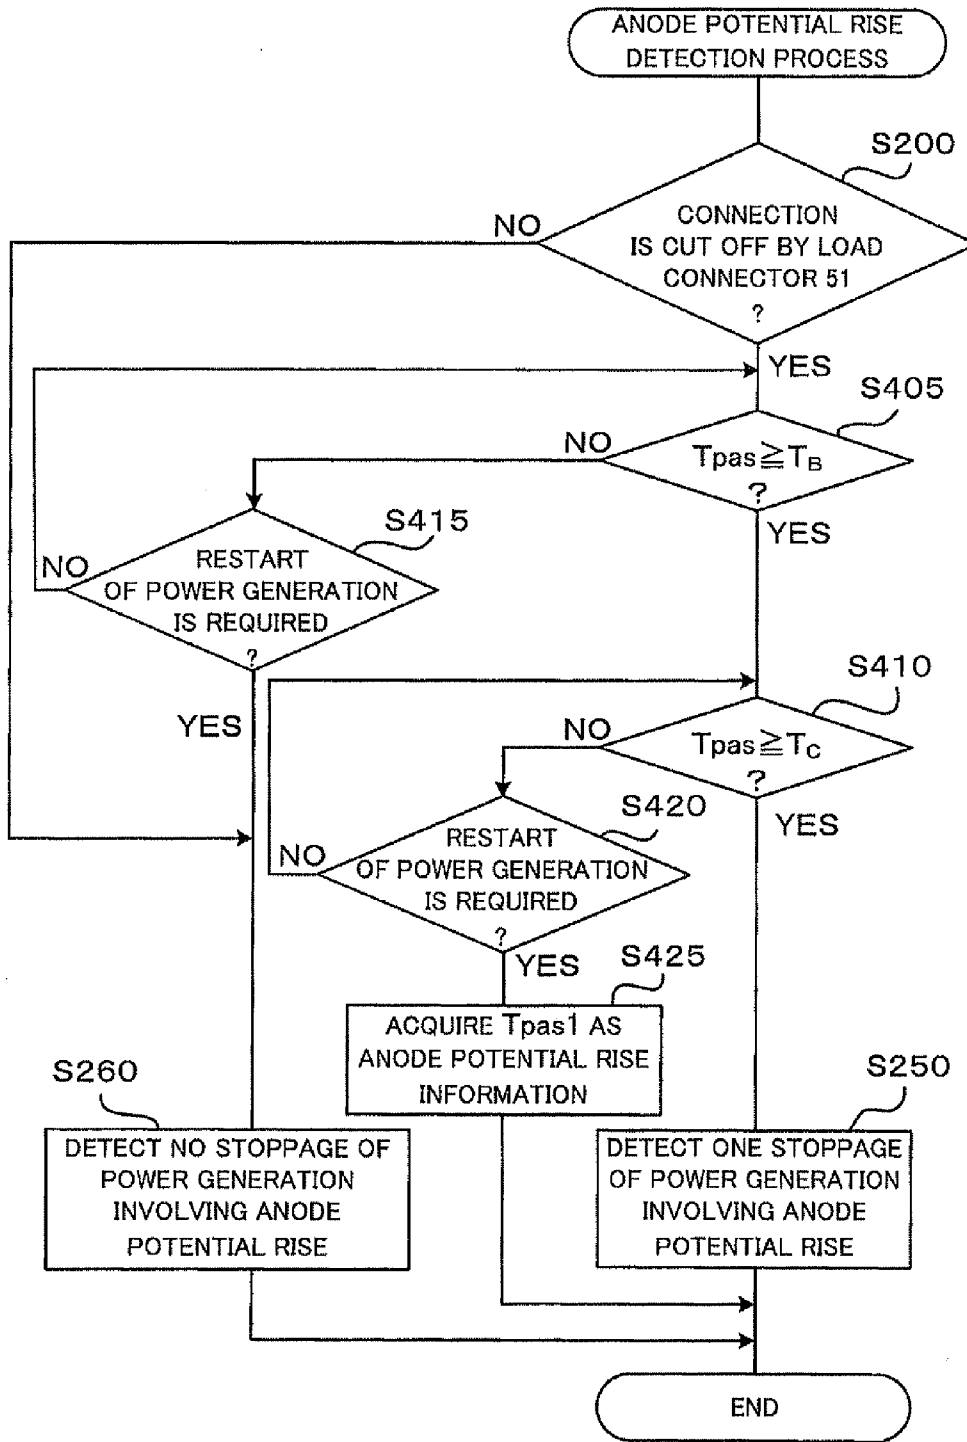 ANODE POTENTIAL RISE
DETECTION PROCESS
S200
NO
CONNECTION
IS CUT OFF BY LOAD
CONNECTOR 51
?
YES
S405
NO
Tpas≧TB
?
YES
S415
NO
RESTART
OF POWER GENERATION
IS REQUIRED
?
YES
S410
NO
Tpas≧TC
?
YES
S420
NO
RESTART
OF POWER GENERATION
IS REQUIRED
?
YES
S425
ACQUIRE Tpas1 AS
ANODE POTENTIAL RISE
INFORMATION
S260
DETECT NO STOPPAGE OF
POWER GENERATION
INVOLVING ANODE
POTENTIAL RISE
S250
DETECT ONE STOPPAGE
OF POWER GENERATION
INVOLVING ANODE
POTENTIAL RISE
END